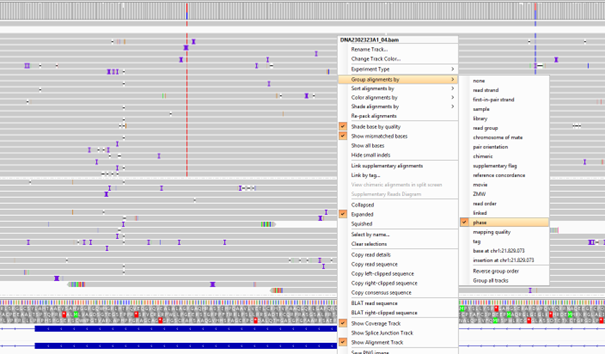 DNA2302323A1_04.bam
Rename Track...
Change Track Color...
Experiment Type
Group alignments by
Sort alignments by
Color alignments by
Shade alignments by
Re-pack alignments
Shade base by quality
Show mismatched bases
Show all bases
Hide small indels
Link supplementary alignments
Link by tag...
View chimeric alignments in split screen
Supplementary Reads Diagram
Collapsed
Expanded
Squished
Select by name...
Clear selections
Copy read details
Copy read sequence
Copy left-clipped sequence
Copy right-clipped sequence
Copy consensus sequence
BLAT read sequence
BLAT right-clipped sequence
Show Coverage Track
Show Splice Junction Track
Show Alignment Track
Save PNG image
none
read strand
first-in-pair strand
sample
library
read group
chromosome of mate
pair orientation
chimeric
supplementary flag
reference concordance
movie
ZMW
read order
linked
phase
mapping quality
tag
base at chr1:21,829,073
insertion at chr1:21,829,073
Reverse group order
Group all tracks